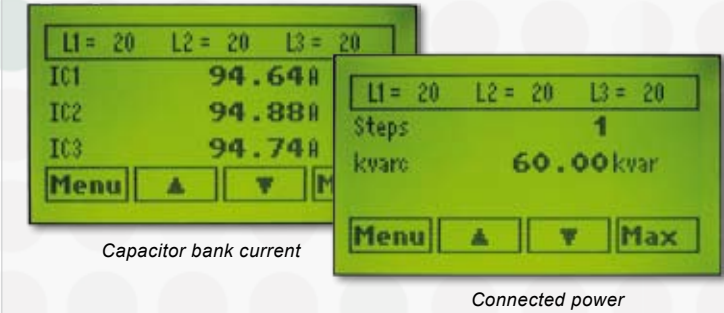 L1 = 20 L2 = 20 L3 = 20
IC1 94.64A
IC2 94.88A
IC3 94.74A
Menu ▲ ▼ M
Capacitor bank current
L1 = 20 L2 = 20 L3 = 20
Steps 1
kvarc 60.00kvar
Menu ▲ ▼ Max
Connected power